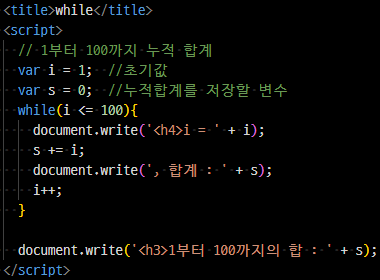 <title>while</title>
<script>
// 1부터 100까지 누적 합계
var i = 1; //초기값
var s = 0; //누적합계를 저장할 변수
while(i <= 100){
document.write('<h4>i = ' + i);
s += i;
document.write(', 합계 : ' + s);
i++;
}
document.write('<h3>1부터 100까지의 합 : ' + s);
</script>